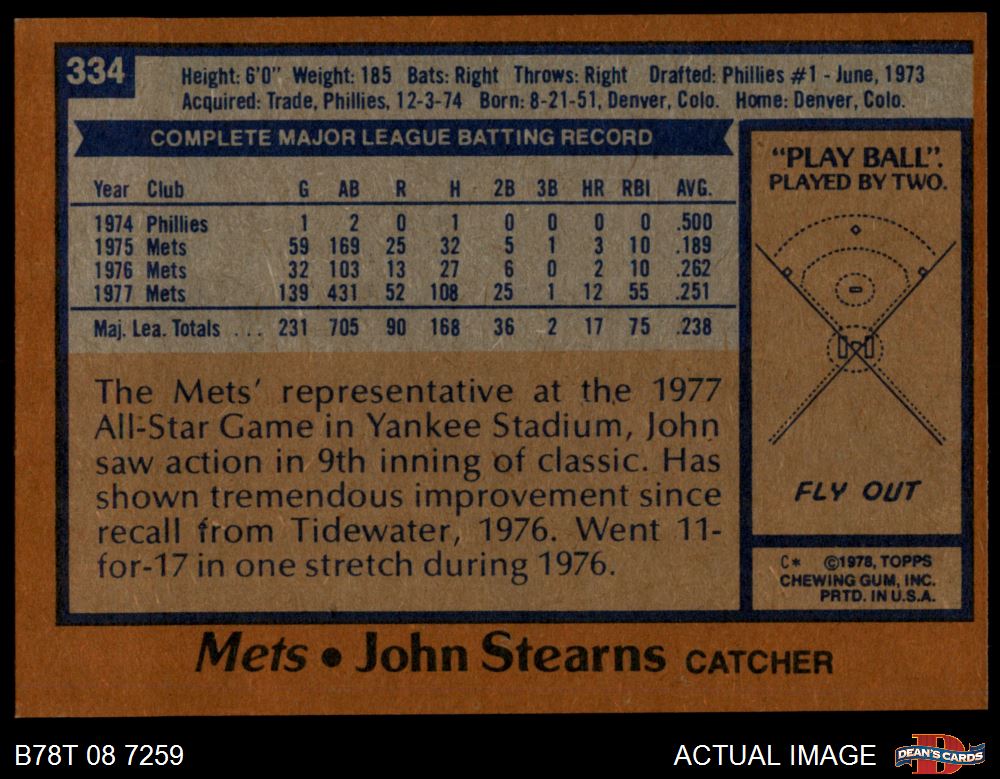 334
Height: 6'0" Weight: 185 Bats: Right Throws: Right Drafted: Phillies #1 - June, 1973
Acquired: Trade, Phillies, 12-3-74 Born: 8-21-51, Denver, Colo. Home: Denver, Colo.
COMPLETE MAJOR LEAGUE BATTING RECORD
Year Club G AB R H 2B 3B HR RBI AVG.
1974 Phillies 1 2 0 1 0 0 0 0 .500
1975 Mets 59 169 25 32 5 1 3 10 .189
1976 Mets 32 103 13 27 6 0 2 10 .262
1977 Mets 139 431 52 108 25 1 12 55 .251
Maj. Lea. Totals ... 231 705 90 168 36 2 17 75 .238
The Mets' representative at the 1977
All-Star Game in Yankee Stadium, John
saw action in 9th inning of classic. Has
shown tremendous improvement since
recall from Tidewater, 1976. Went 11-
for-17 in one stretch during 1976.
"PLAY BALL".
PLAYED BY TWO.
FLY OUT
C* ©1978, TOPPS
CHEWING GUM, INC.
PRTD. IN U.S.A.
Mets • John Stearns CATCHER
B78T 08 7259
ACTUAL IMAGE
DEAN'S CARDS